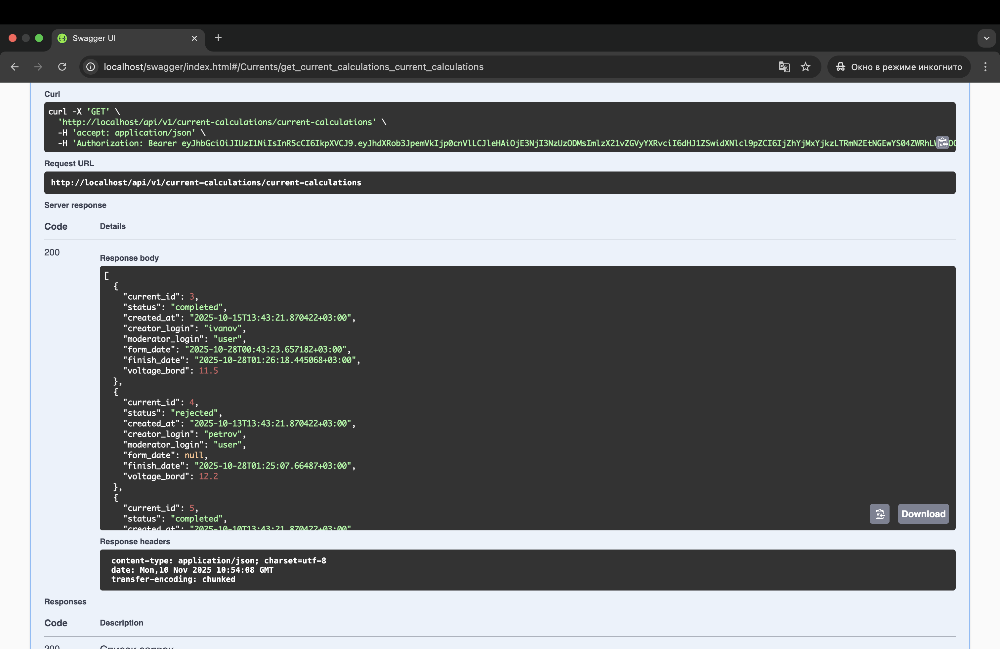 Swagger UI
localhost/swagger/index.html#/Currents/get_current_calculations_current_calculations
Окно в режиме инкогнито
Curl
curl -X 'GET' \
'http://localhost/api/v1/current-calculations/current-calculations' \
-H 'accept: application/json' \
-H 'Authorization: Bearer eyJhbGciOiJIUzI1NiIsInR5cCI6IkpXVCJ9.eyJhdXRob3JpemVkIjp0cnVlLCJleHAiOjE3NjI3NzUzODMsImlzX21vZGVyYXRvciI6dHJ1ZSwidXNlcl9pZCI6IjZhYjMxYjkzLTRmN2EtNGEwYS04ZWRhLW
Request URL
http://localhost/api/v1/current-calculations/current-calculations
Server response
Code Details
200
Response body
[
{
"current_id": 3,
"status": "completed",
"created_at": "2025-10-15T13:43:21.870422+03:00",
"creator_login": "ivanov",
"moderator_login": "user",
"form_date": "2025-10-28T00:43:23.657182+03:00",
"finish_date": "2025-10-28T01:26:18.445068+03:00",
"voltage_bord": 11.5
},
{
"current_id": 4,
"status": "rejected",
"created_at": "2025-10-13T13:43:21.870422+03:00",
"creator_login": "petrov",
"moderator_login": "user",
"form_date": null,
"finish_date": "2025-10-28T01:25:07.66487+03:00",
"voltage_bord": 12.2
},
{
"current_id": 5,
"status": "completed",
"created_at": "2025-10-10T13:43:21.870422+03:00"
Download
Response headers
content-type: application/json; charset=utf-8
date: Mon,10 Nov 2025 10:54:08 GMT
transfer-encoding: chunked
Responses
Code Description
200 Список заявок